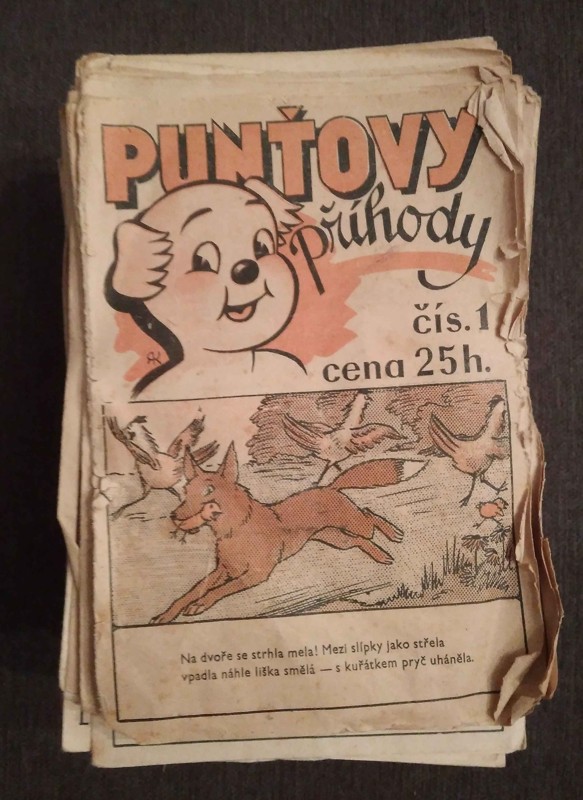 PUNŤOVY
příhody
čís. 1
cena 25 h.
Na dvoře se strhla mela! Mezi slípky jako střela
vpadla náhle liška smělá — s kuřátkem pryč uháněla.